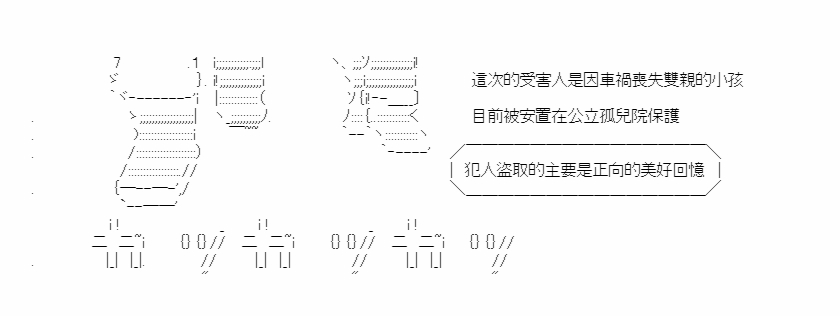 這次的受害人是因車禍喪失雙親的小孩
目前被安置在公立孤兒院保護
犯人盜取的主要是正向的美好回憶